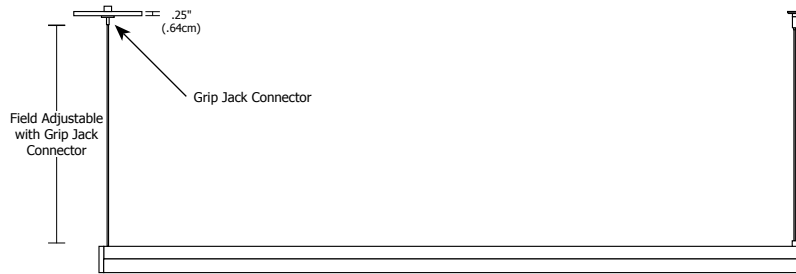 .25"
(.64cm)
Grip Jack Connector
Field Adjustable
with Grip Jack
Connector